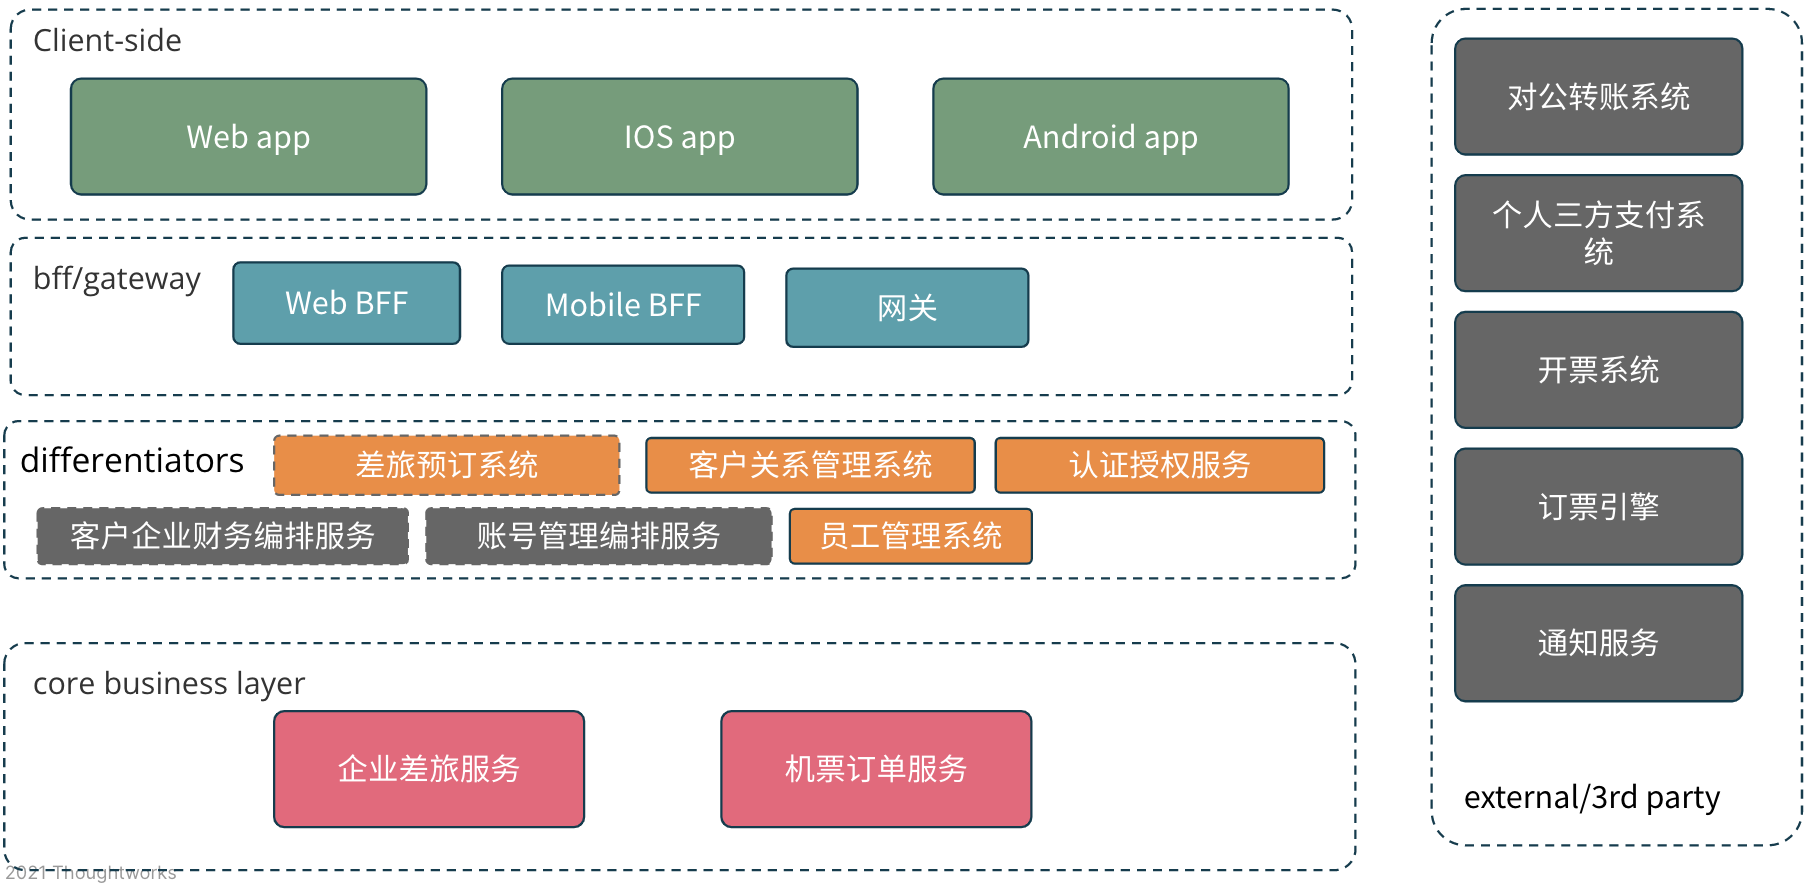 Client-side
Web app
IOS app
Android app
bff/gateway
Web BFF
Mobile BFF
网关
differentiators
差旅预订系统
客户关系管理系统
认证授权服务
客户企业财务编排服务
账号管理编排服务
员工管理系统
core business layer
企业差旅服务
机票订单服务
2021 Thoughtworks
对公转账系统
个人三方支付系
统
开票系统
订票引擎
通知服务
external/3rd party